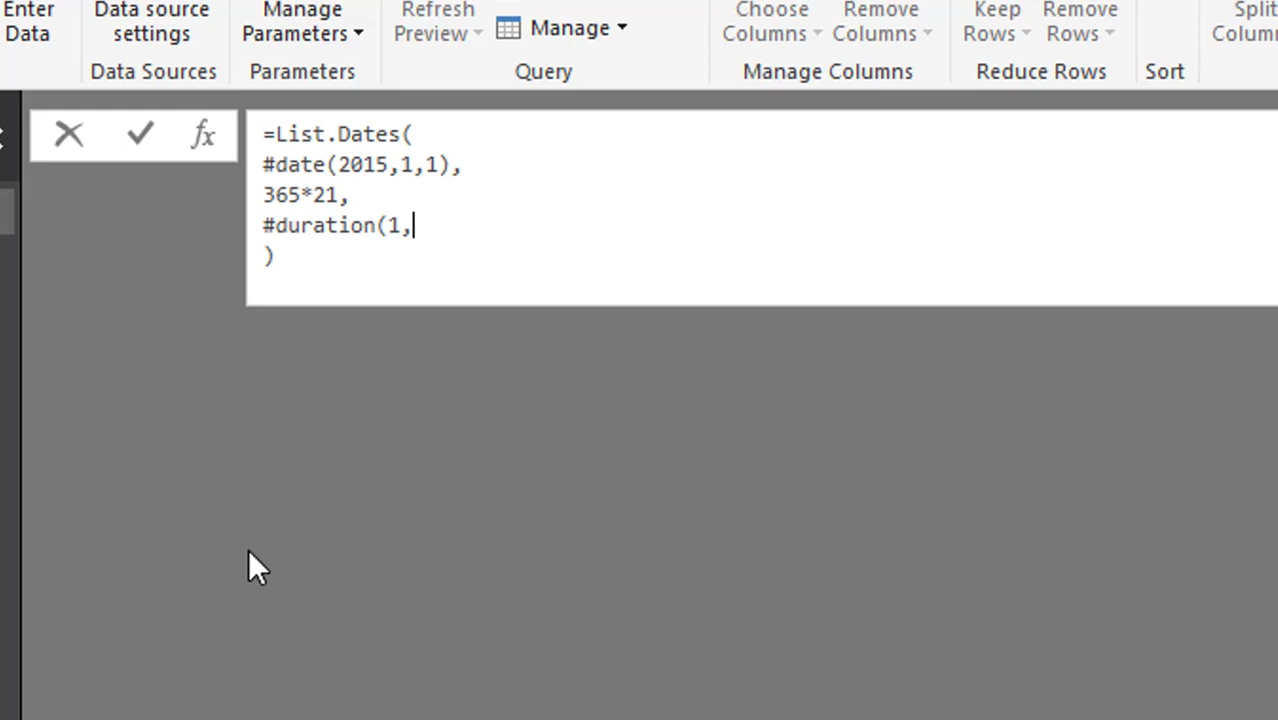 Enter Data
Data source settings
Manage Parameters
Refresh Preview
Manage
Choose Columns
Remove Columns
Keep Rows
Remove Rows
Data Sources
Parameters
Query
Manage Columns
Reduce Rows
Sort
fx
=List.Dates(
#date(2015,1,1),
365*21,
#duration(1,
)